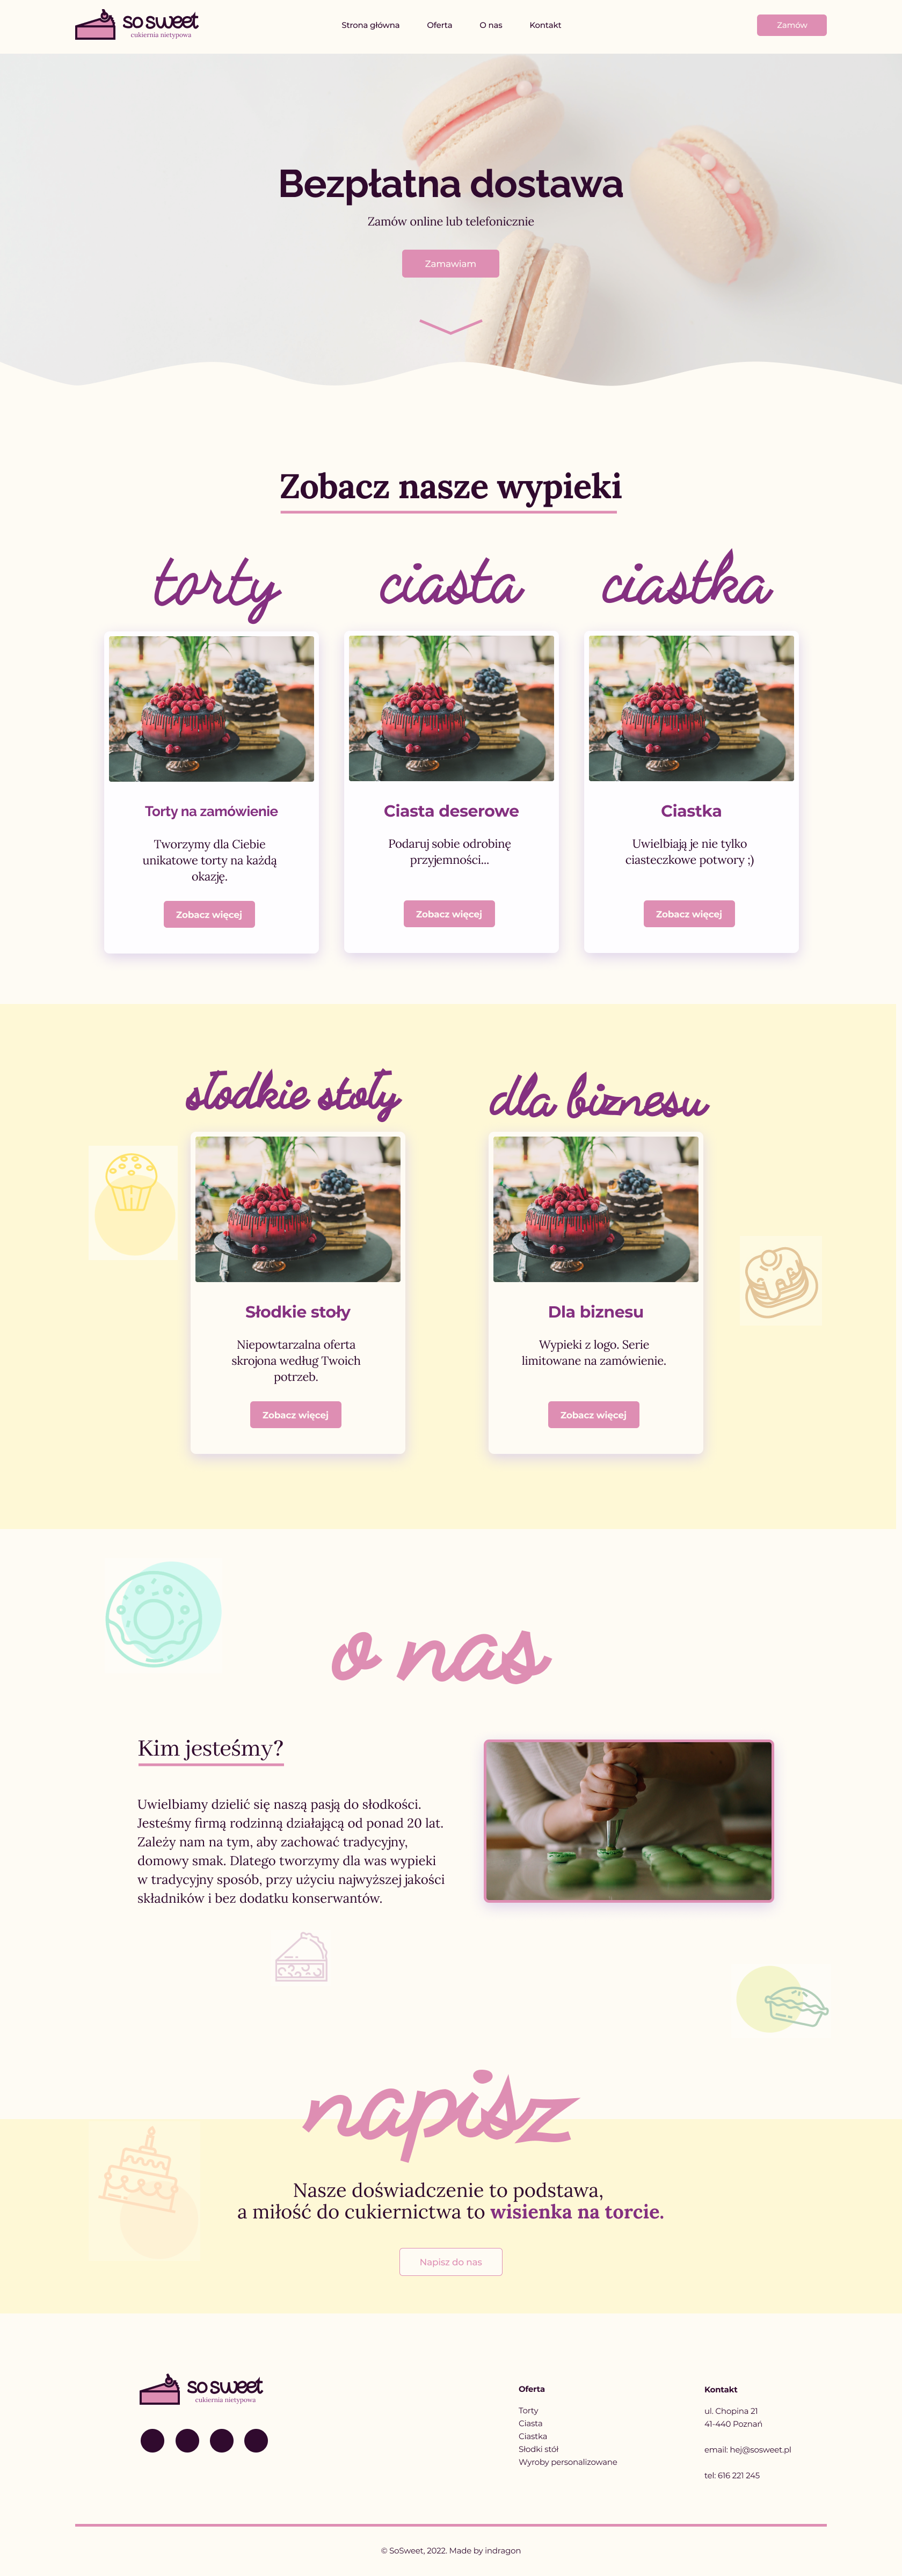 so sweet
cukiernia nietypowa
Strona główna
Oferta
O nas
Kontakt
Zamów
Bezpłatna dostawa
Zamów online lub telefonicznie
Zamawiam
Zobacz nasze wypieki
torty
ciasta
ciastka
Torty na zamówienie
Tworzymy dla Ciebie
unikatowe torty na każdą
okazję.
Zobacz więcej
Ciasta deserowe
Podaruj sobie odrobinę
przyjemności...
Zobacz więcej
Ciastka
Uwielbiają je nie tylko
ciasteczkowe potwory ;)
Zobacz więcej
słodkie stoły
dla biznesu
Słodkie stoły
Niepowtarzalna oferta
skrojona według Twoich
potrzeb.
Zobacz więcej
Dla biznesu
Wypieki z logo. Serie
limitowane na zamówienie.
Zobacz więcej
o nas
Kim jesteśmy?
Uwielbiamy dzielić się naszą pasją do słodkości.
Jesteśmy firmą rodzinną działającą od ponad 20 lat.
Zależy nam na tym, aby zachować tradycyjny,
domowy smak. Dlatego tworzymy dla was wypieki
w tradycyjny sposób, przy użyciu najwyższej jakości
składników i bez dodatku konserwantów.
napisz
Nasze doświadczenie to podstawa,
a miłość do cukiernictwa to wisienka na torcie.
Napisz do nas
so sweet
cukiernia nietypowa
Oferta
Torty
Ciasta
Ciastka
Słodki stół
Wyroby personalizowane
Kontakt
ul. Chopina 21
41-440 Poznań
email: hej@sosweet.pl
tel: 616 221 245
© SoSweet, 2022. Made by indragon